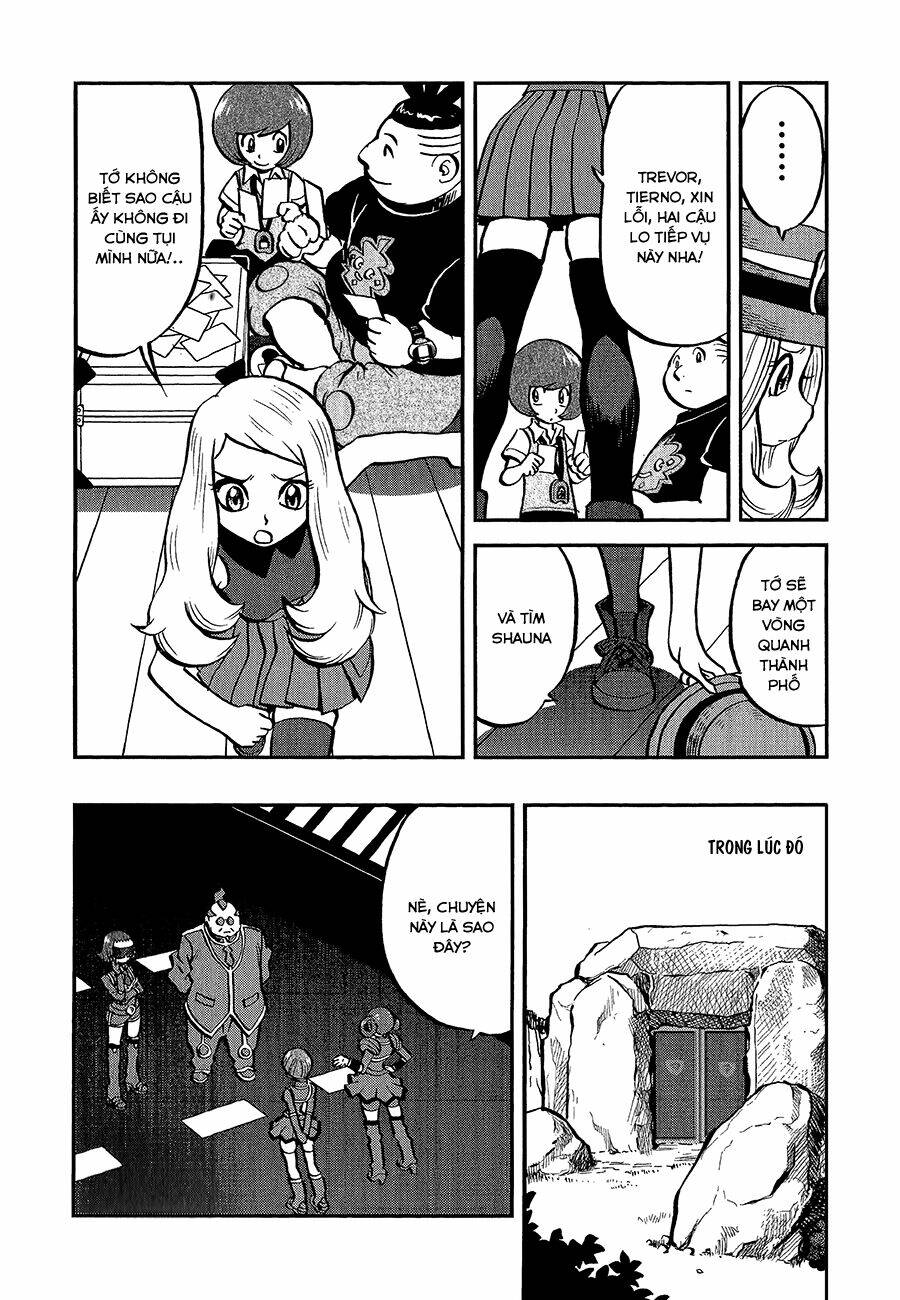 ......
TREVOR,
TIERNO, XIN
LỖI, HAI CẬU
LO TIẾP VỤ
NÀY NHA!
TỚ KHÔNG
BIẾT SAO CẬU
ẤY KHÔNG ĐI
CÙNG TỤI
MÌNH NỮA!..
TỚ SẼ
BAY MỘT
VÒNG
QUANH
THÀNH
PHỐ
VÀ TÌM
SHAUNA
TRONG LÚC ĐÓ
NÈ, CHUYỆN
NÀY LÀ SAO
ĐÂY?